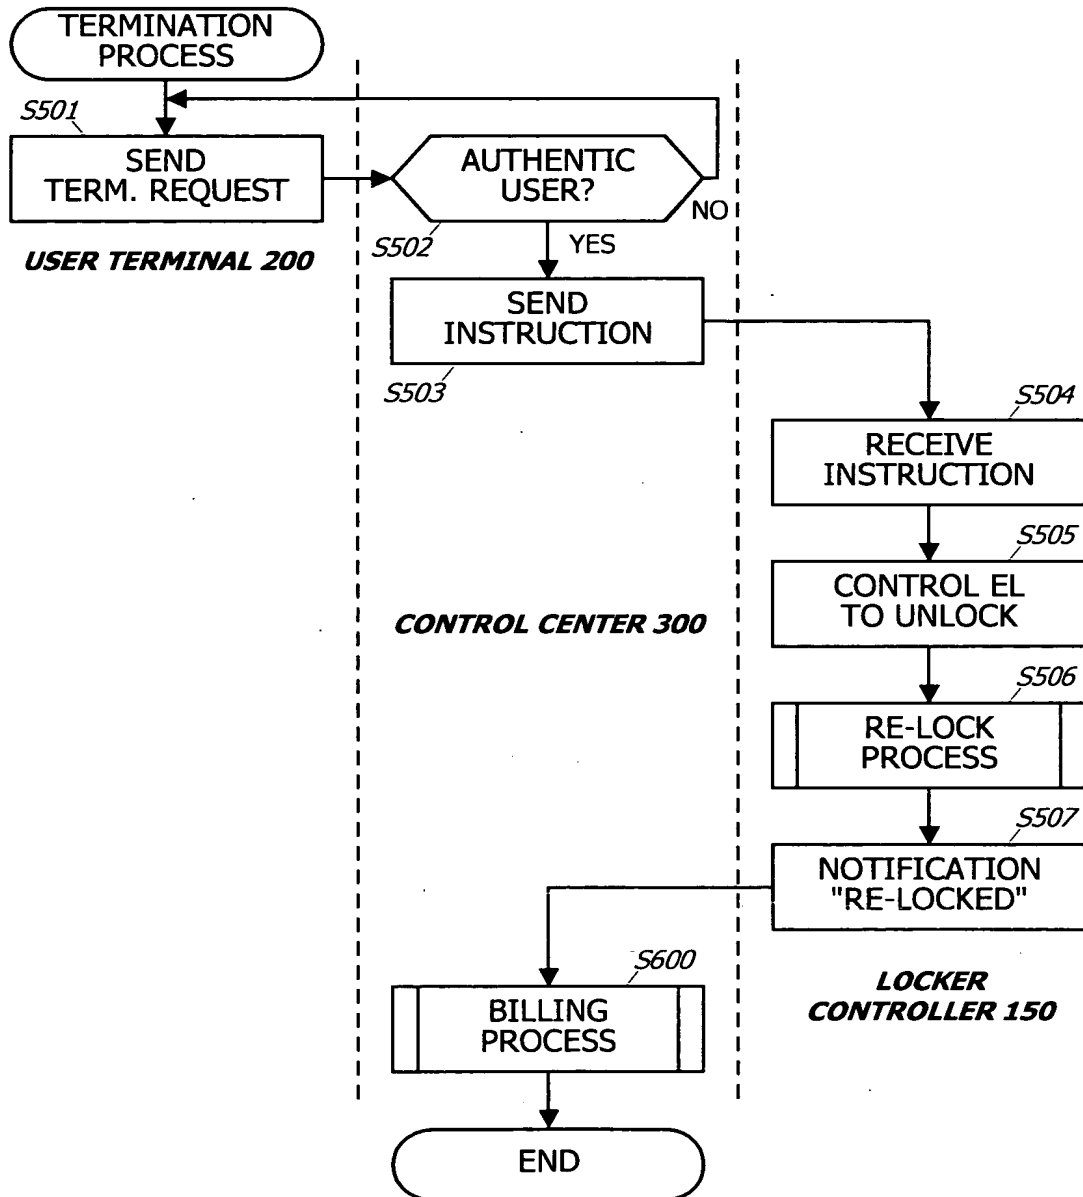 TERMINATION
PROCESS
S501
SEND
TERM. REQUEST
USER TERMINAL 200
AUTHENTIC
USER?
NO
S502
YES
SEND
INSTRUCTION
S503
S504
RECEIVE
INSTRUCTION
S505
CONTROL EL
TO UNLOCK
CONTROL CENTER 300
S506
RE-LOCK
PROCESS
S507
NOTIFICATION
"RE-LOCKED"
LOCKER
CONTROLLER 150
S600
BILLING
PROCESS
END